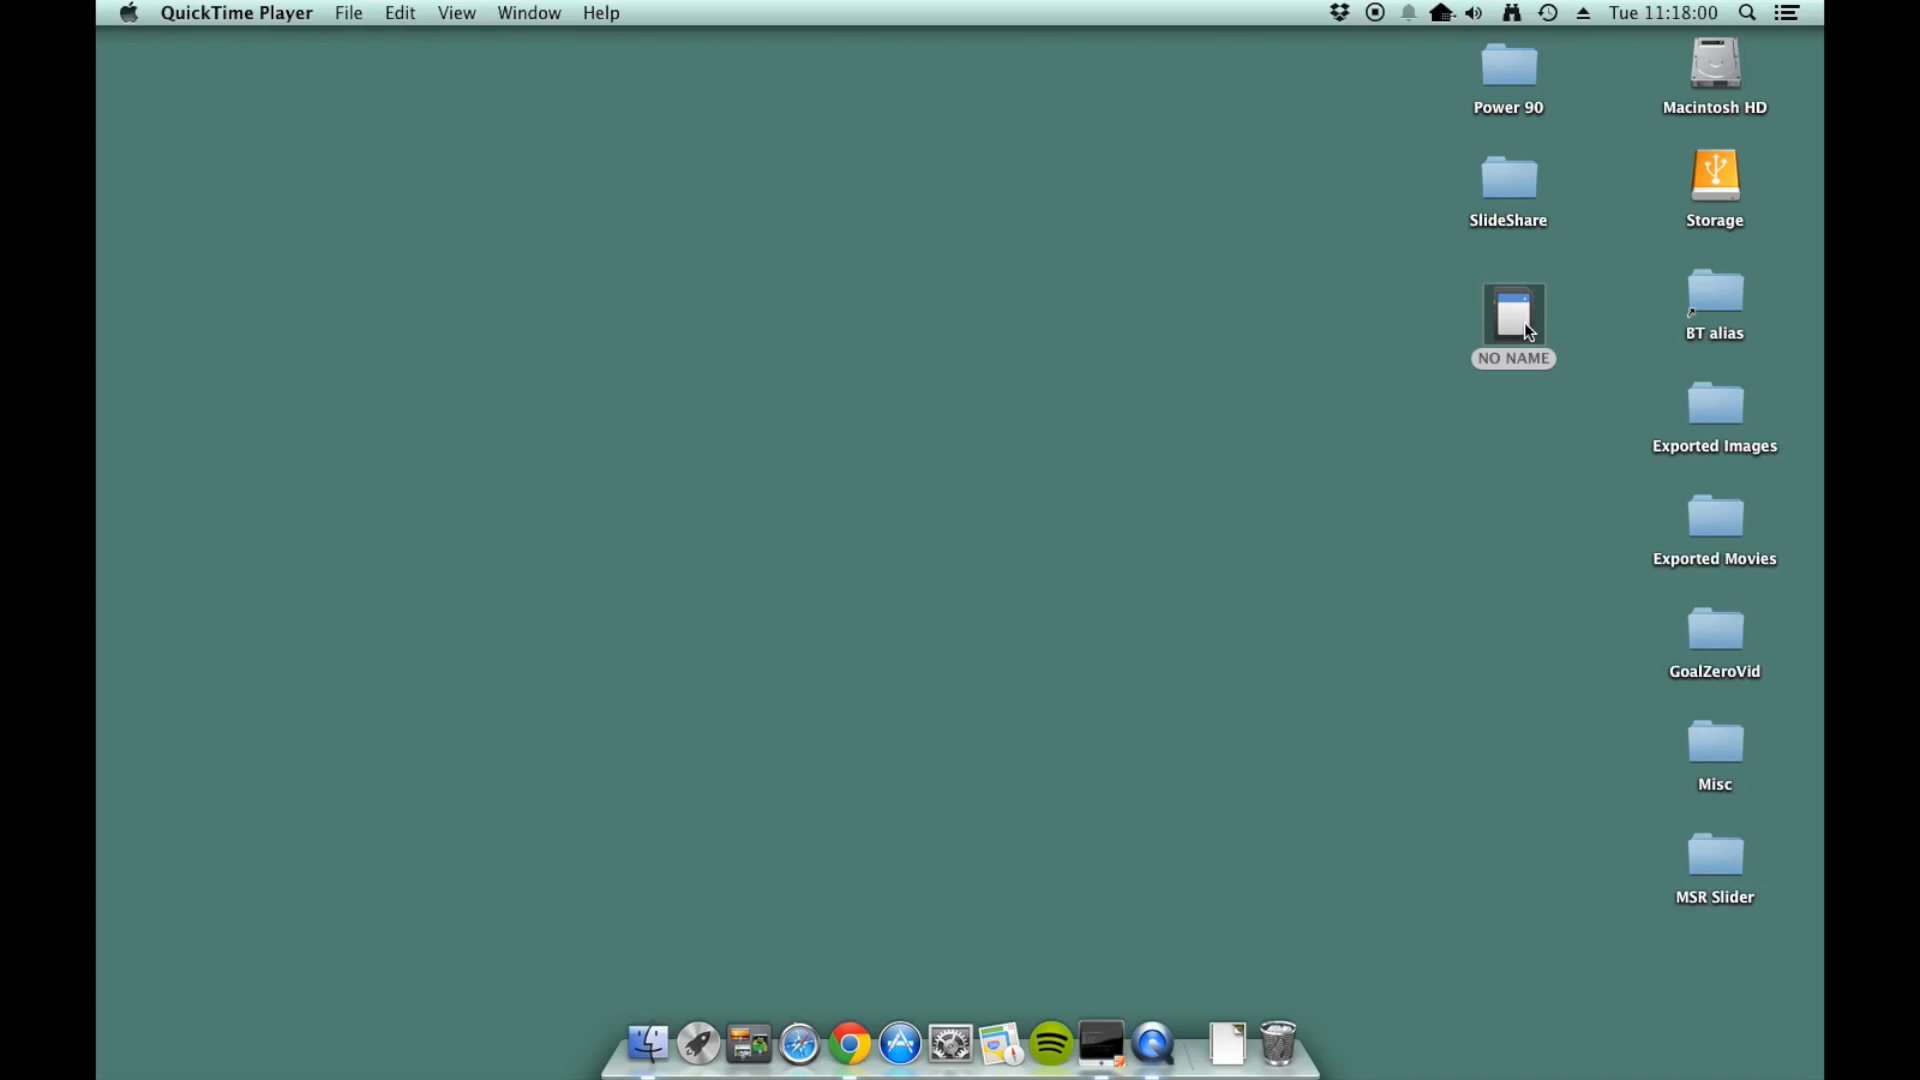 QuickTime Player File Edit View Window Help Tue 11:18:00
Power 90
Macintosh HD
SlideShare
Storage
NO NAME
BT alias
Exported Images
Exported Movies
GoalZeroVid
Misc
MSR Slider